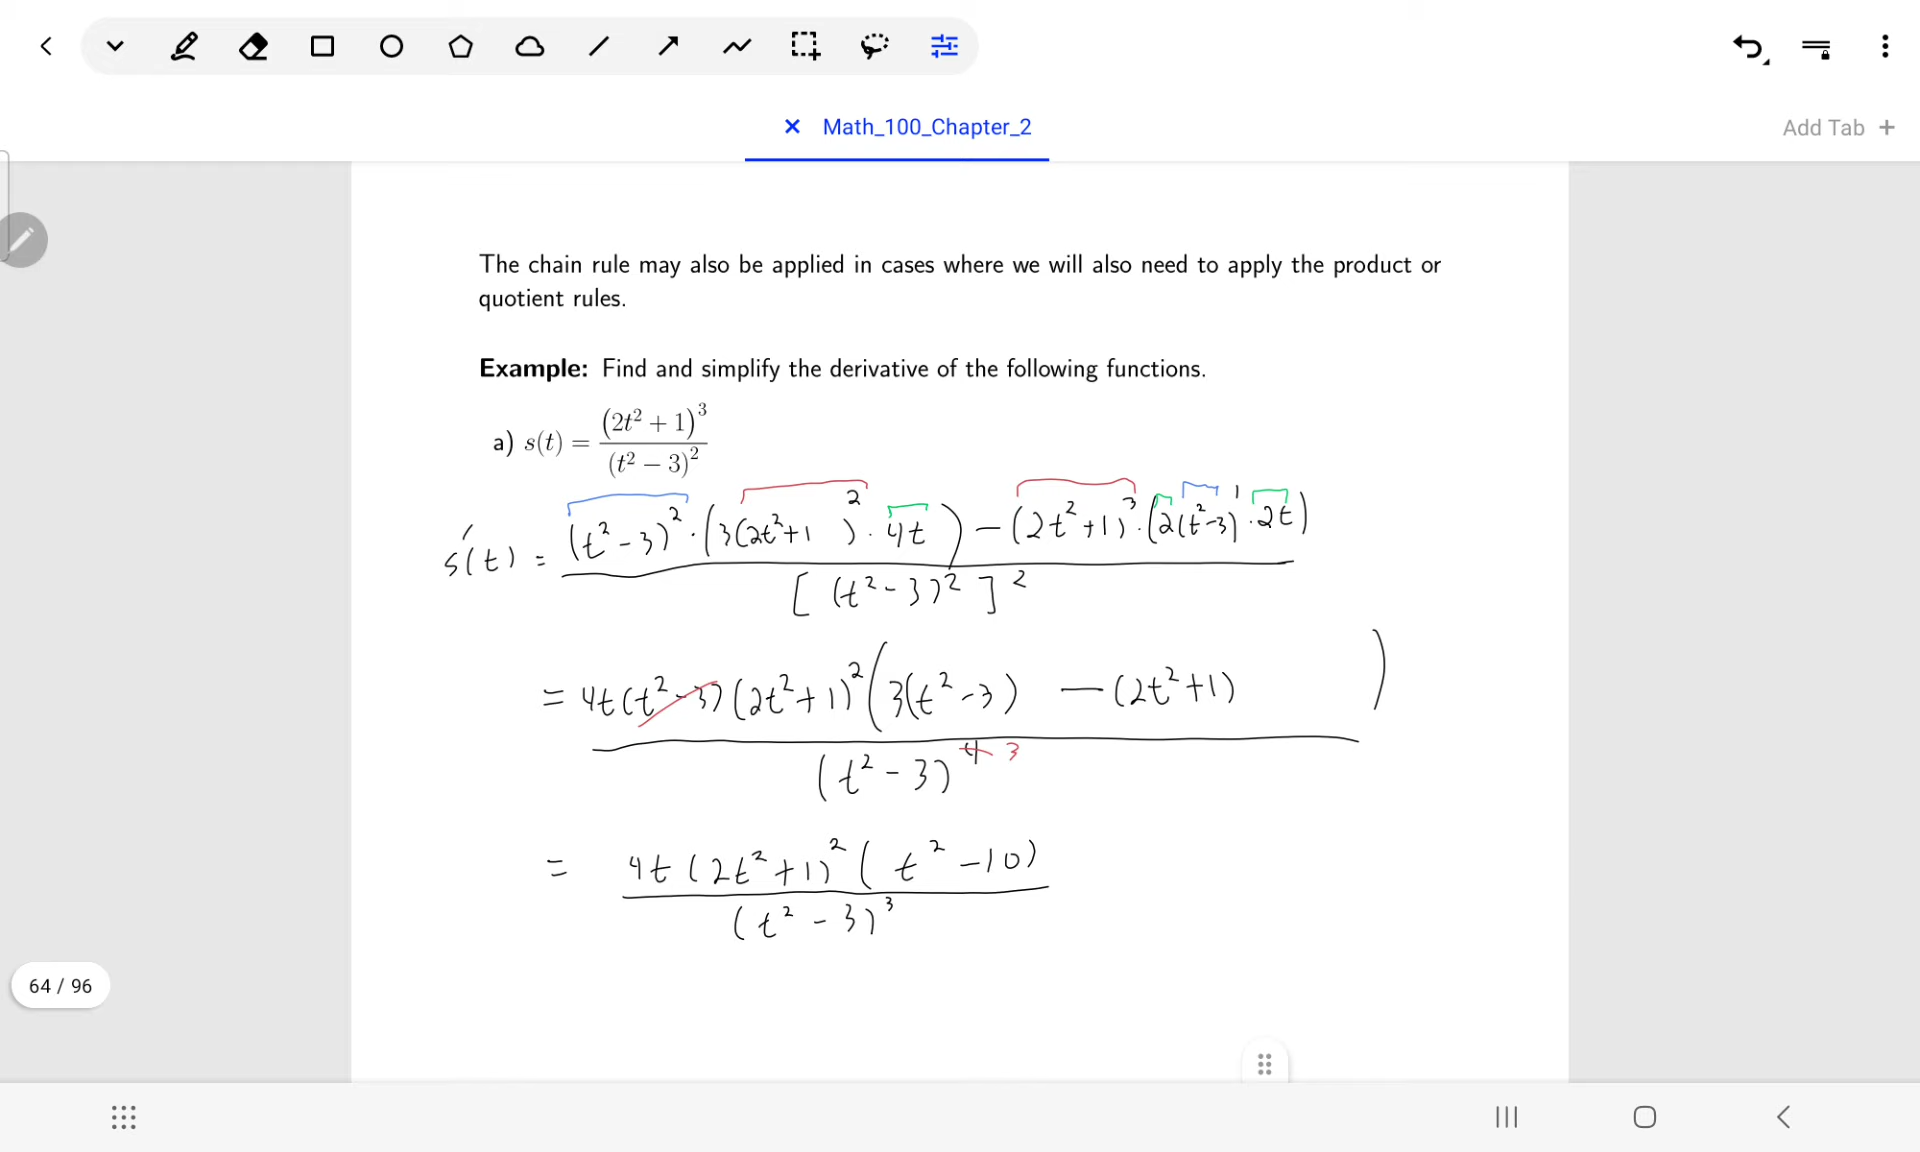 Math_100_Chapter_2
Add Tab +
The chain rule may also be applied in cases where we will also need to apply the product or
quotient rules.
Example: Find and simplify the derivative of the following functions.
a) s(t) = (2t² + 1)³ / (t² − 3)²
s'(t) = (t² − 3)² · (3(2t² + 1)² · 4t) − (2t² + 1)³ · (2(t² − 3)¹ · 2t) / [(t² − 3)²]²
= 4t(t² − 3)(2t² + 1)²(3(t² − 3) − (2t² + 1)) / (t² − 3)⁴ 3
= 4t(2t² + 1)²(t² − 10) / (t² − 3)³
64 / 96